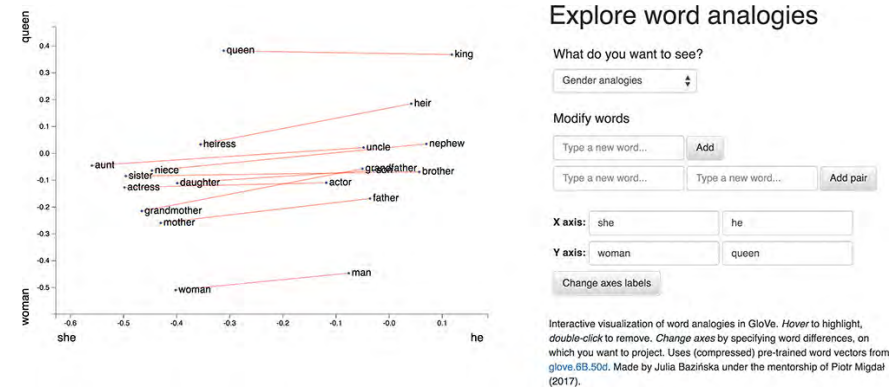 queen
0.4
0.3
0.2
0.1
0.0
-0.1
-0.2
-0.3
-0.4
-0.5
woman
queen
king
heir
heiress
uncle
nephew
aunt
niece
sister
grandfather
son
brother
actress
daughter
actor
grandmother
father
mother
man
woman
-0.6
-0.5
-0.4
-0.3
-0.2
-0.1
-0.0
0.1
she
he
Explore word analogies
What do you want to see?
Gender analogies
Modify words
Type a new word... Add
Type a new word... Type a new word... Add pair
X axis: she he
Y axis: woman queen
Change axes labels
Interactive visualization of word analogies in GloVe. Hover to highlight,
double-click to remove. Change axes by specifying word differences, on
which you want to project. Uses (compressed) pre-trained word vectors from
glove.6B.50d. Made by Julia Bazińska under the mentorship of Piotr Migdał
(2017).